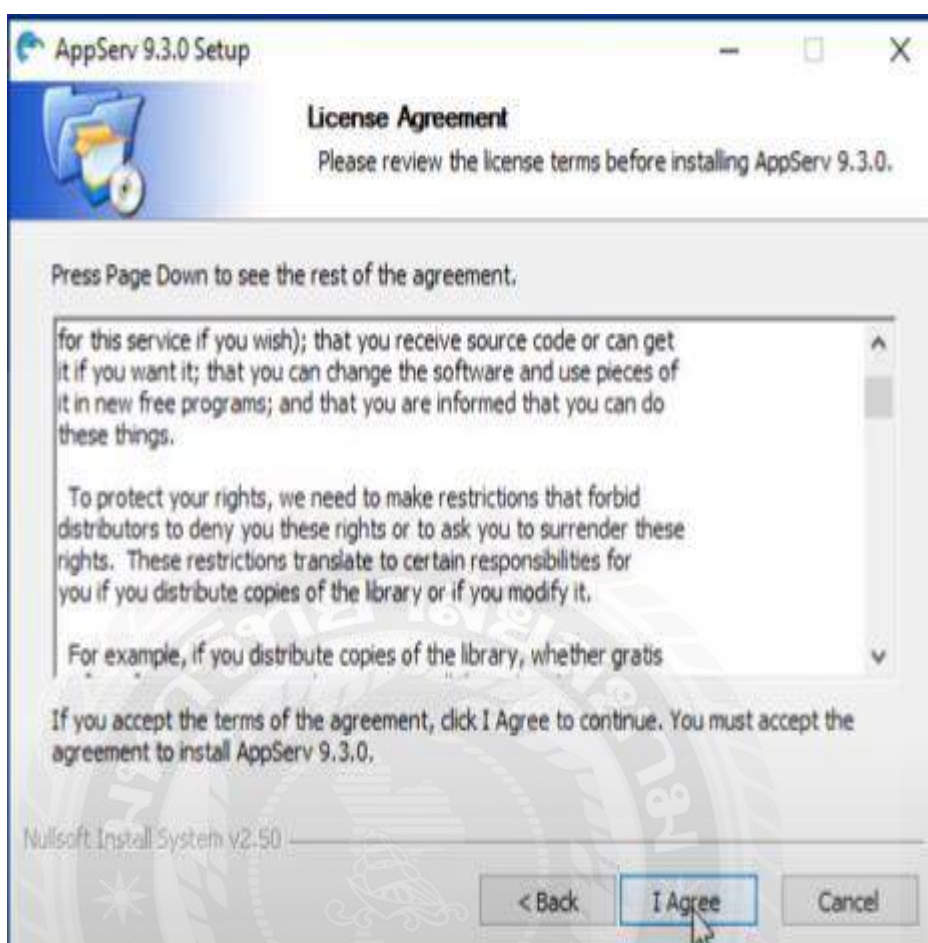 AppServ 9.3.0 Setup
License Agreement
Please review the license terms before installing AppServ 9.3.0.
Press Page Down to see the rest of the agreement.
for this service if you wish); that you receive source code or can get
it if you want it; that you can change the software and use pieces of
it in new free programs; and that you are informed that you can do
these things.
To protect your rights, we need to make restrictions that forbid
distributors to deny you these rights or to ask you to surrender these
rights.  These restrictions translate to certain responsibilities for
you if you distribute copies of the library or if you modify it.
For example, if you distribute copies of the library, whether gratis
If you accept the terms of the agreement, click I Agree to continue. You must accept the
agreement to install AppServ 9.3.0.
Nullsoft Install System v2.50
< Back
I Agree
Cancel